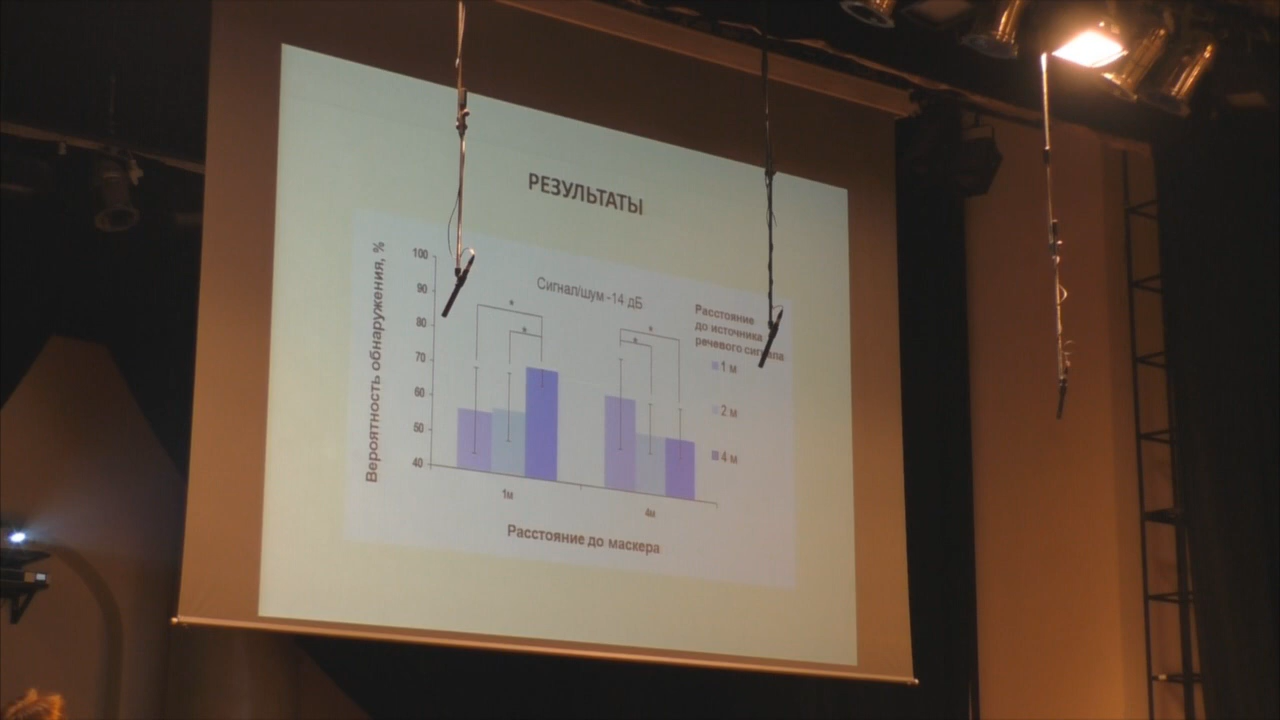 РЕЗУЛЬТАТЫ
Вероятность обнаружения, %
100
90
80
70
60
50
40
Сигнал/шум -14 дБ
*
*
*
*
Расстояние
до источника
речевого сигнала
1 м
2 м
4 м
1м
4м
Расстояние до маскера